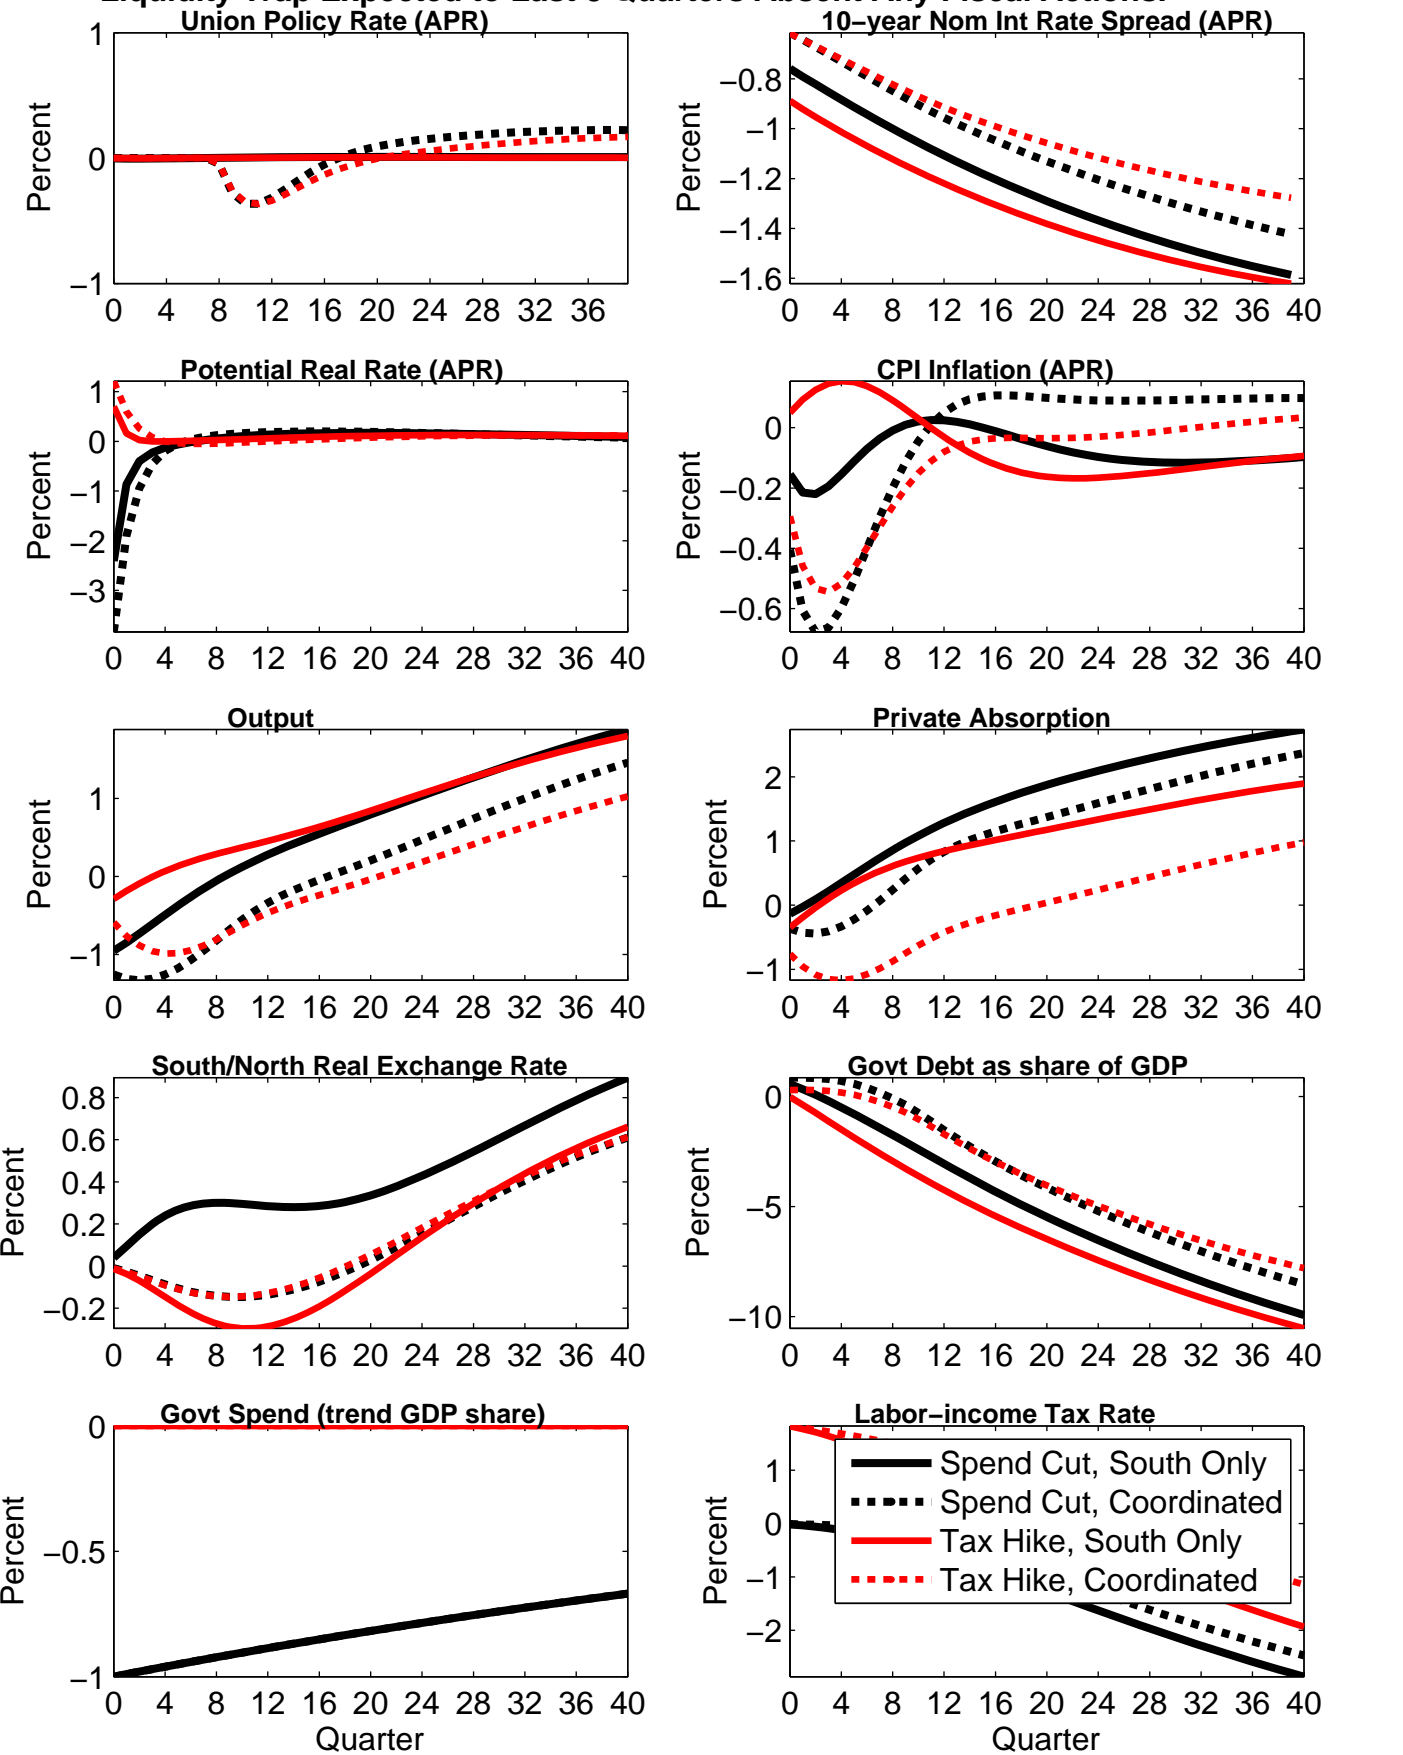 Union Policy Rate (APR)
10−year Nom Int Rate Spread (APR)
Percent
1
0
−1
0 4 8 12 16 20 24 28 32 36
Percent
−0.8
−1
−1.2
−1.4
−1.6
0 4 8 12 16 20 24 28 32 36 40
Potential Real Rate (APR)
CPI Inflation (APR)
Percent
1
0
−1
−2
−3
0 4 8 12 16 20 24 28 32 36 40
Percent
0
−0.2
−0.4
−0.6
0 4 8 12 16 20 24 28 32 36 40
Output
Private Absorption
Percent
1
0
−1
0 4 8 12 16 20 24 28 32 36 40
Percent
2
1
0
−1
0 4 8 12 16 20 24 28 32 36 40
South/North Real Exchange Rate
Govt Debt as share of GDP
Percent
0.8
0.6
0.4
0.2
0
−0.2
0 4 8 12 16 20 24 28 32 36 40
Percent
0
−5
−10
0 4 8 12 16 20 24 28 32 36 40
Govt Spend (trend GDP share)
Labor−income Tax Rate
Percent
0
−0.5
−1
0 4 8 12 16 20 24 28 32 36 40
Quarter
Percent
1
0
−1
−2
Spend Cut, South Only
Spend Cut, Coordinated
Tax Hike, South Only
Tax Hike, Coordinated
0 4 8 12 16 20 24 28 32 36 40
Quarter